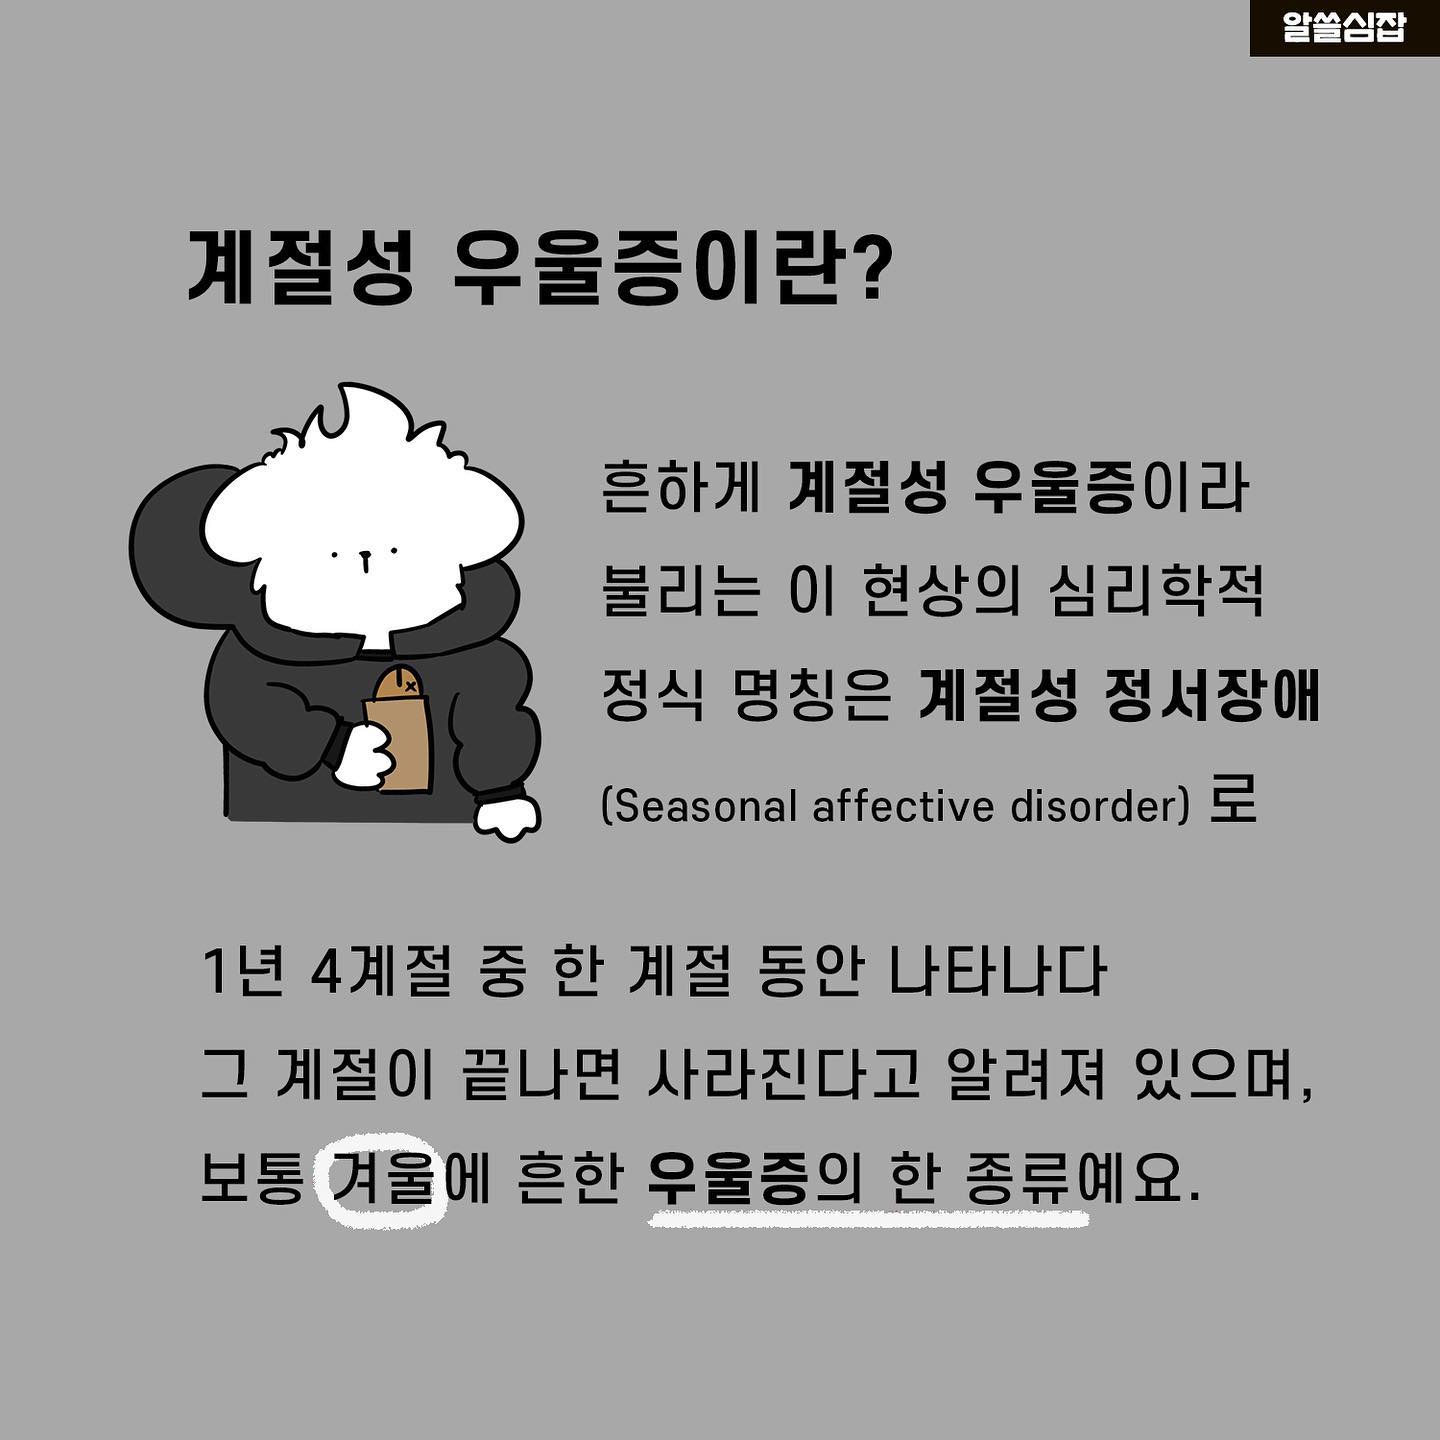 알쓸심잡
계절성 우울증이란?
흔하게 계절성 우울증이라
불리는 이 현상의 심리학적
정식 명칭은 계절성 정서장애
(Seasonal affective disorder) 로
1년 4계절 중 한 계절 동안 나타나다
그 계절이 끝나면 사라진다고 알려져 있으며,
보통 겨울에 흔한 우울증의 한 종류예요.